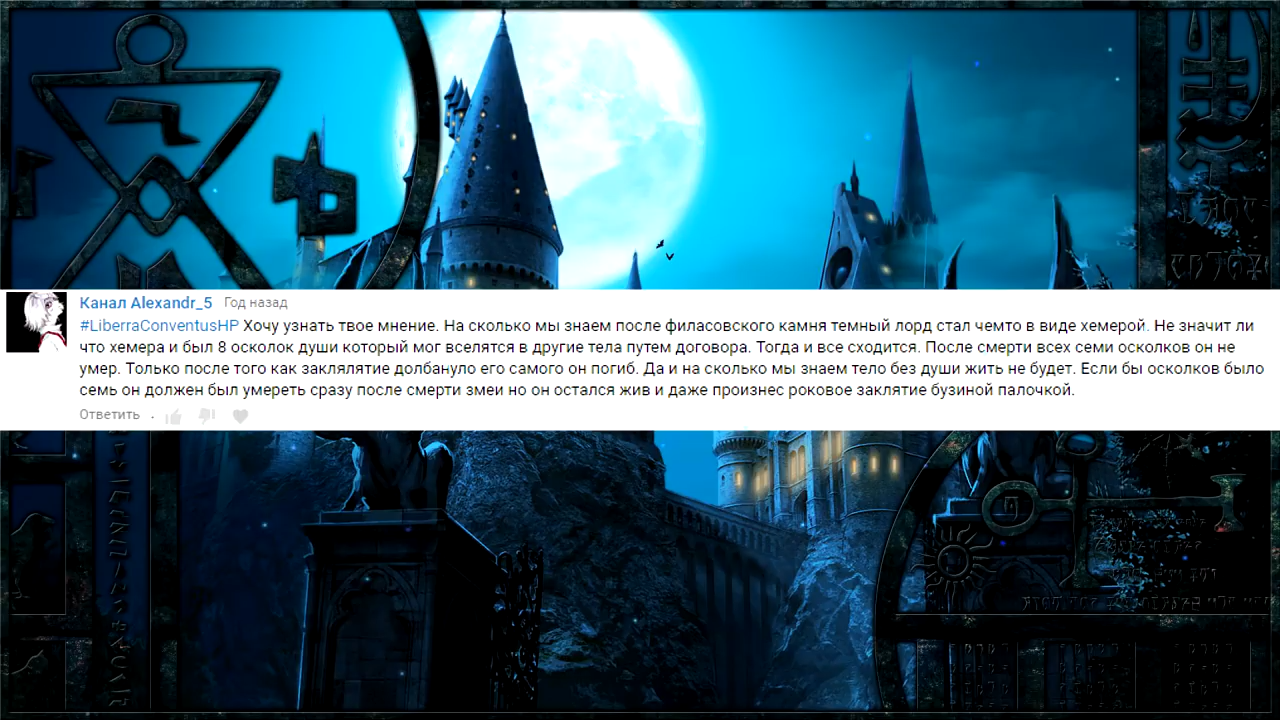 Канал Alexandr_5 Год назад
#LiberraConventusHP Хочу узнать твое мнение. На сколько мы знаем после филасовского камня темный лорд стал чемто в виде хемерой. Не значит ли
что хемера и был 8 осколок души который мог вселятся в другие тела путем договора. Тогда и все сходится. После смерти всех семи осколков он не
умер. Только после того как заклялятие долбануло его самого он погиб. Да и на сколько мы знаем тело без души жить не будет. Если бы осколков было
семь он должен был умереть сразу после смерти змеи но он остался жив и даже произнес роковое заклятие бузиной палочкой.
Ответить ·